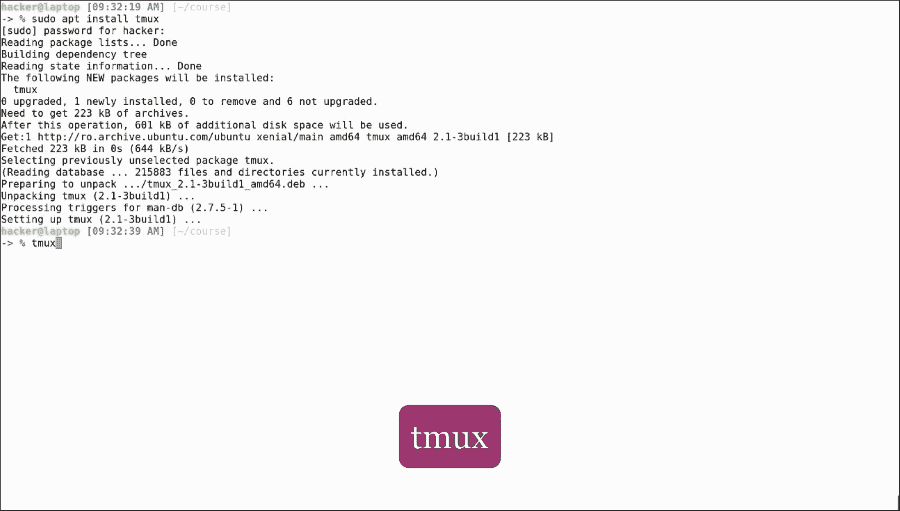 hacker@laptop [09:32:19 AM] [~/course]
-> % sudo apt install tmux
[sudo] password for hacker:
Reading package lists... Done
Building dependency tree
Reading state information... Done
The following NEW packages will be installed:
  tmux
0 upgraded, 1 newly installed, 0 to remove and 6 not upgraded.
Need to get 223 kB of archives.
After this operation, 601 kB of additional disk space will be used.
Get:1 http://ro.archive.ubuntu.com/ubuntu xenial/main amd64 tmux amd64 2.1-3build1 [223 kB]
Fetched 223 kB in 0s (644 kB/s)
Selecting previously unselected package tmux.
(Reading database ... 215883 files and directories currently installed.)
Preparing to unpack .../tmux_2.1-3build1_amd64.deb ...
Unpacking tmux (2.1-3build1) ...
Processing triggers for man-db (2.7.5-1) ...
Setting up tmux (2.1-3build1) ...
hacker@laptop [09:32:39 AM] [~/course]
-> % tmux
tmux